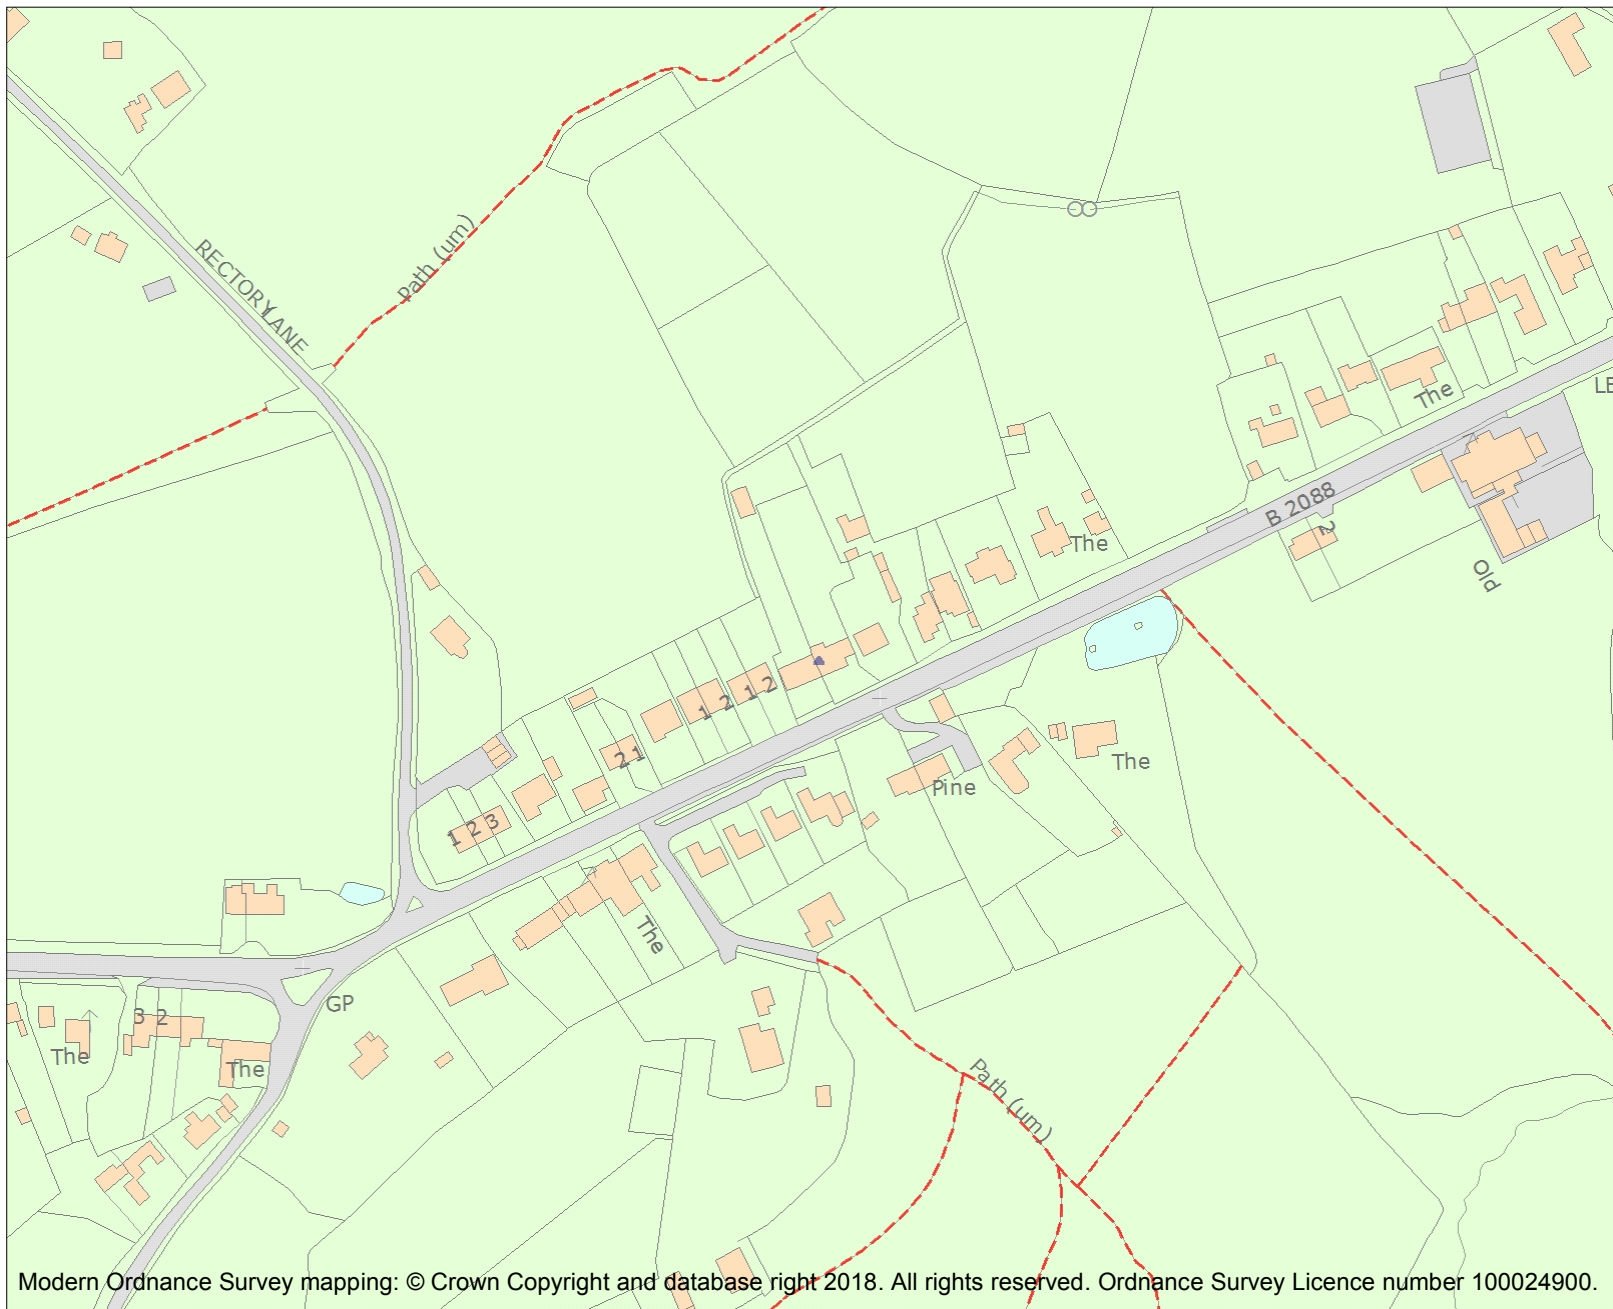 RECTORY LANE
Path (um)
The
LE
B 2088
2
The
Old
1 2
1 2
2 1
The
Pine
1 2 3
The
GP
3 2
The
The
Path (um)
Modern Ordnance Survey mapping: © Crown Copyright and database right 2018. All rights reserved. Ordnance Survey Licence number 100024900.